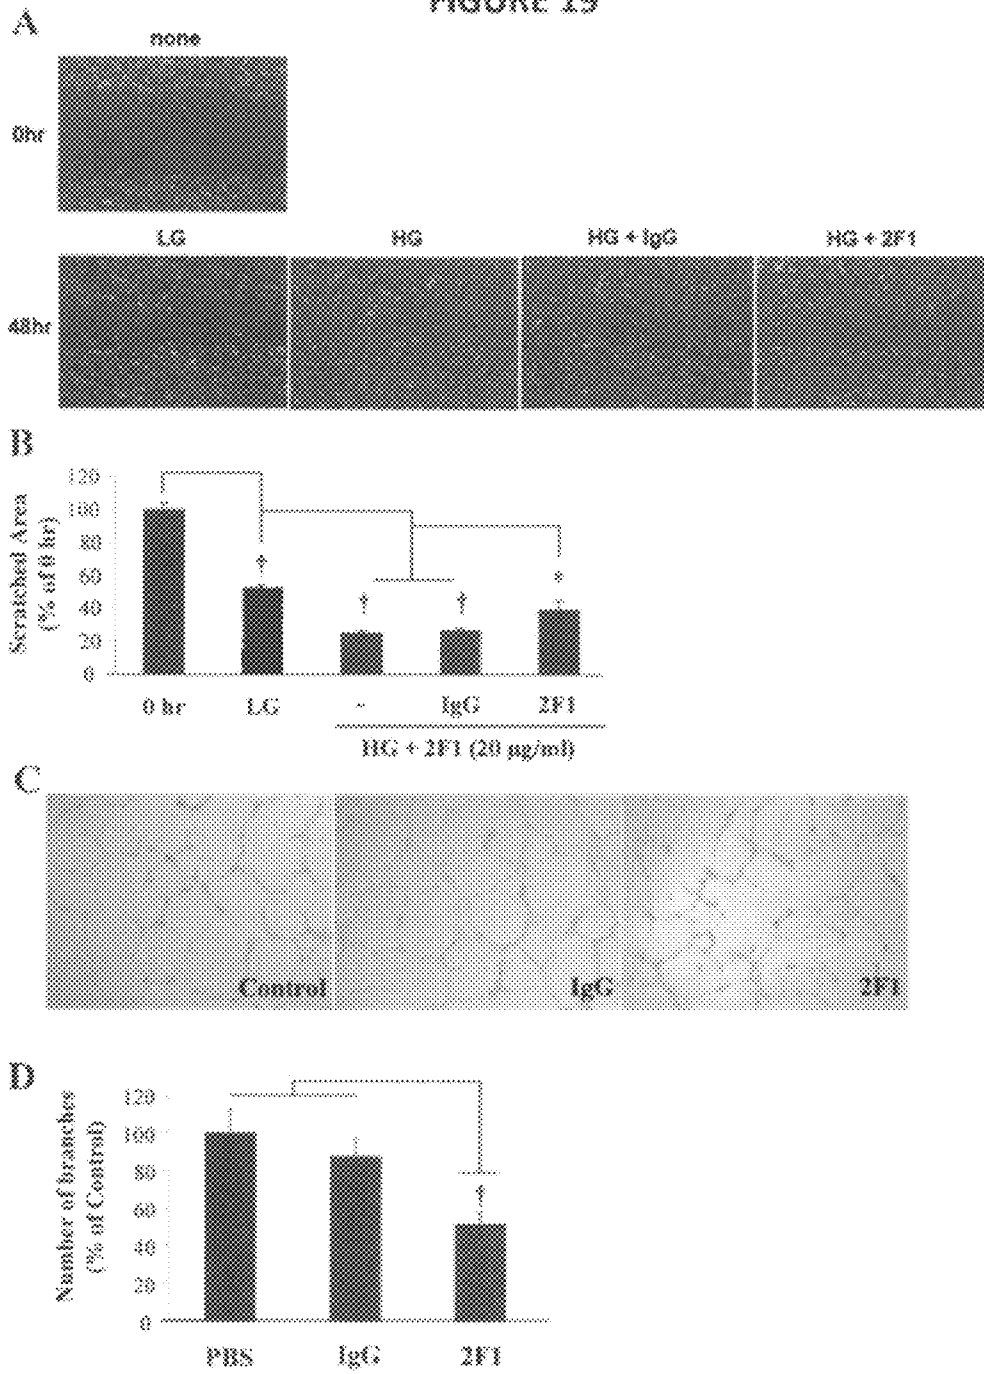 FIGURE 19
A
none
0hr
LG HG HG + IgG HG + 2F1
48hr
B
Scratched Area
(% of 0 hr)
120
100
80
60
40
20
0
†
†
†
*
0 hr LG - IgG 2F1
HG + 2F1 (20 µg/ml)
C
Control IgG 2F1
D
Number of branches
(% of Control)
120
100
80
60
40
20
0
†
PBS IgG 2F1